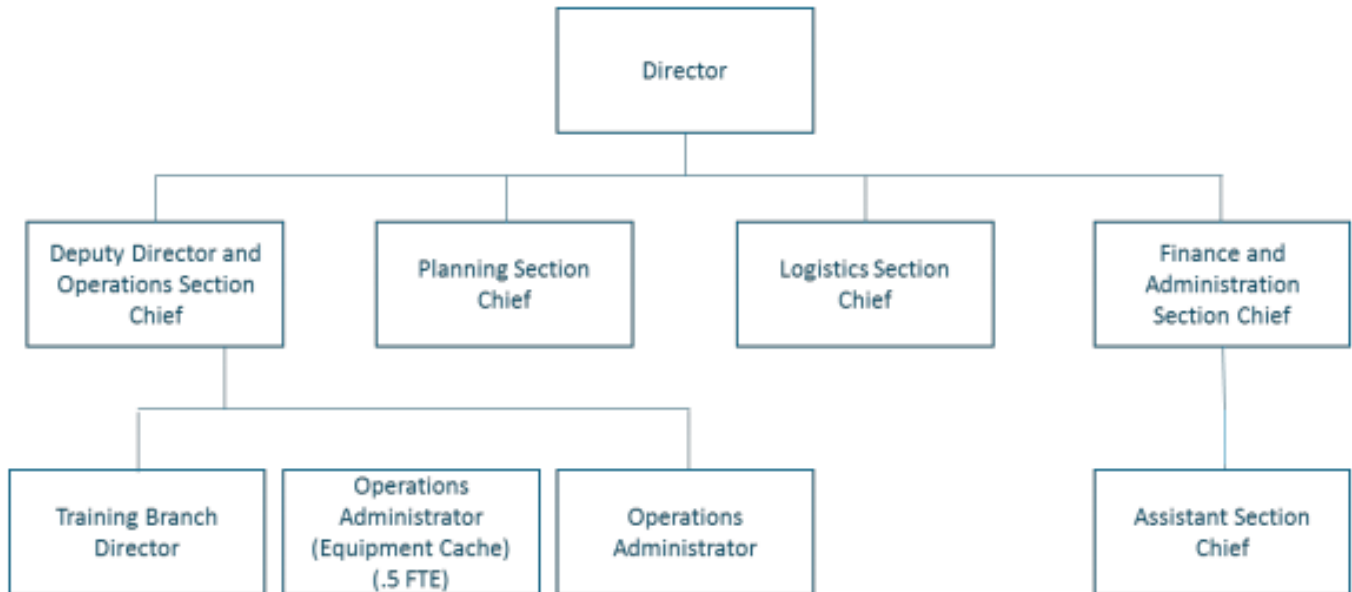 Director
Deputy Director and
Operations Section
Chief
Planning Section
Chief
Logistics Section
Chief
Finance and
Administration
Section Chief
Training Branch
Director
Operations
Administrator
(Equipment Cache)
(.5 FTE)
Operations
Administrator
Assistant Section
Chief